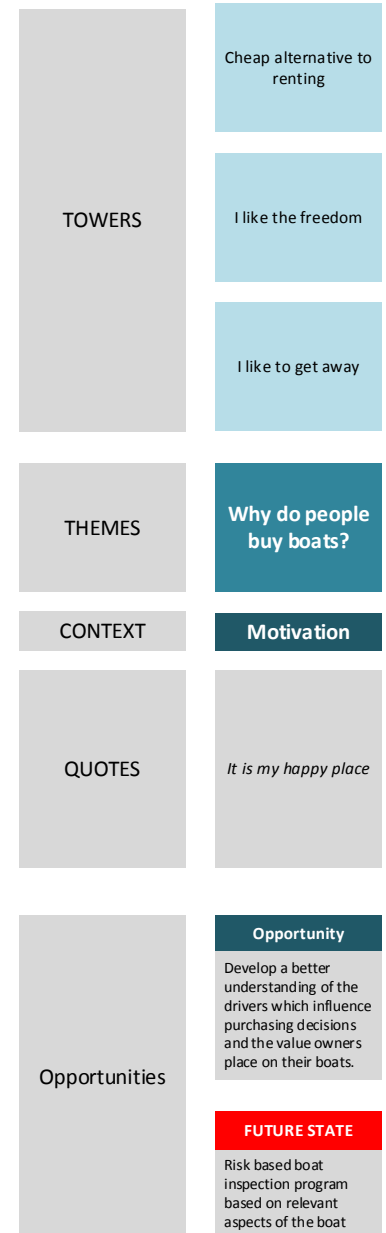 TOWERS
Cheap alternative to
renting
I like the freedom
I like to get away
THEMES
Why do people
buy boats?
CONTEXT
Motivation
QUOTES
It is my happy place
Opportunities
Opportunity
Develop a better
understanding of the
drivers which influence
purchasing decisions
and the value owners
place on their boats.
FUTURE STATE
Risk based boat
inspection program
based on relevant
aspects of the boat